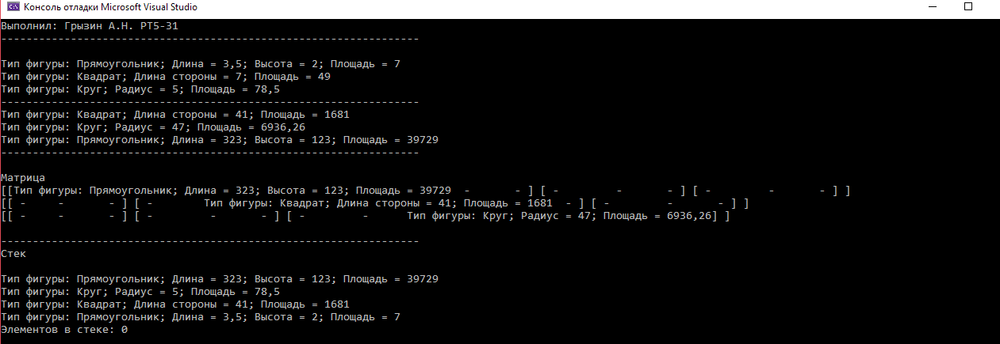 Консоль отладки Microsoft Visual Studio
Выполнил: Грызин А.Н. РТ5-31
------------------------------------------------------------------
Тип фигуры: Прямоугольник; Длина = 3,5; Высота = 2; Площадь = 7
Тип фигуры: Квадрат; Длина стороны = 7; Площадь = 49
Тип фигуры: Круг; Радиус = 5; Площадь = 78,5
------------------------------------------------------------------
Тип фигуры: Квадрат; Длина стороны = 41; Площадь = 1681
Тип фигуры: Круг; Радиус = 47; Площадь = 6936,26
Тип фигуры: Прямоугольник; Длина = 323; Высота = 123; Площадь = 39729
------------------------------------------------------------------
Матрица
[[Тип фигуры: Прямоугольник; Длина = 323; Высота = 123; Площадь = 39729  -       - ] [ -         -       - ] [ -         -       - ] ]
[[ -     -       - ] [ -        Тип фигуры: Квадрат; Длина стороны = 41; Площадь = 1681  - ] [ -         -       - ] ]
[[ -     -       - ] [ -         -       - ] [ -         -      Тип фигуры: Круг; Радиус = 47; Площадь = 6936,26] ]
------------------------------------------------------------------
Стек
Тип фигуры: Прямоугольник; Длина = 323; Высота = 123; Площадь = 39729
Тип фигуры: Круг; Радиус = 5; Площадь = 78,5
Тип фигуры: Квадрат; Длина стороны = 41; Площадь = 1681
Тип фигуры: Прямоугольник; Длина = 3,5; Высота = 2; Площадь = 7
Элементов в стеке: 0